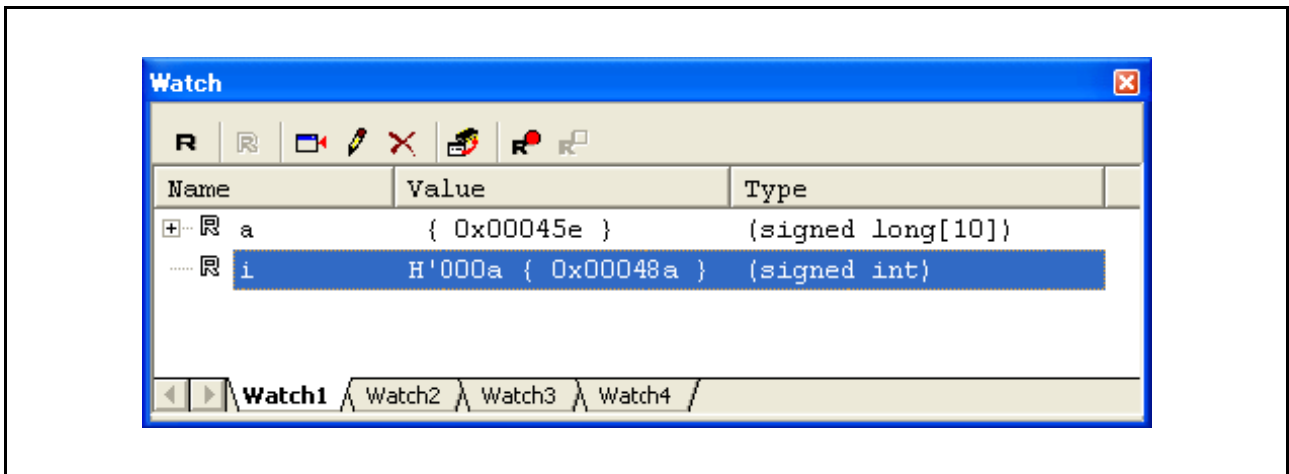 Watch
R R R R
Name Value Type
R a { 0x00045e } (signed long[10])
R i H'000a { 0x00048a } (signed int)
Watch1 Watch2 Watch3 Watch4